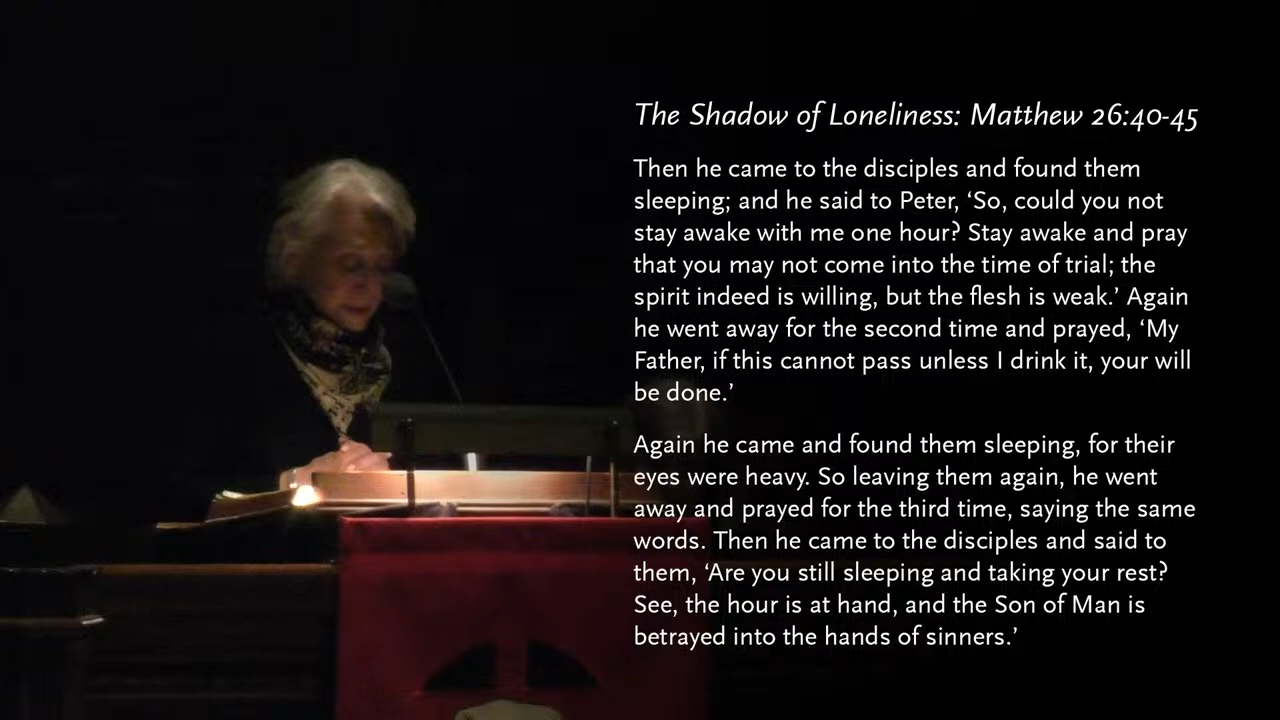 The Shadow of Loneliness: Matthew 26:40-45
Then he came to the disciples and found them
sleeping; and he said to Peter, ‘So, could you not
stay awake with me one hour? Stay awake and pray
that you may not come into the time of trial; the
spirit indeed is willing, but the flesh is weak.’ Again
he went away for the second time and prayed, ‘My
Father, if this cannot pass unless I drink it, your will
be done.’
Again he came and found them sleeping, for their
eyes were heavy. So leaving them again, he went
away and prayed for the third time, saying the same
words. Then he came to the disciples and said to
them, ‘Are you still sleeping and taking your rest?
See, the hour is at hand, and the Son of Man is
betrayed into the hands of sinners.’